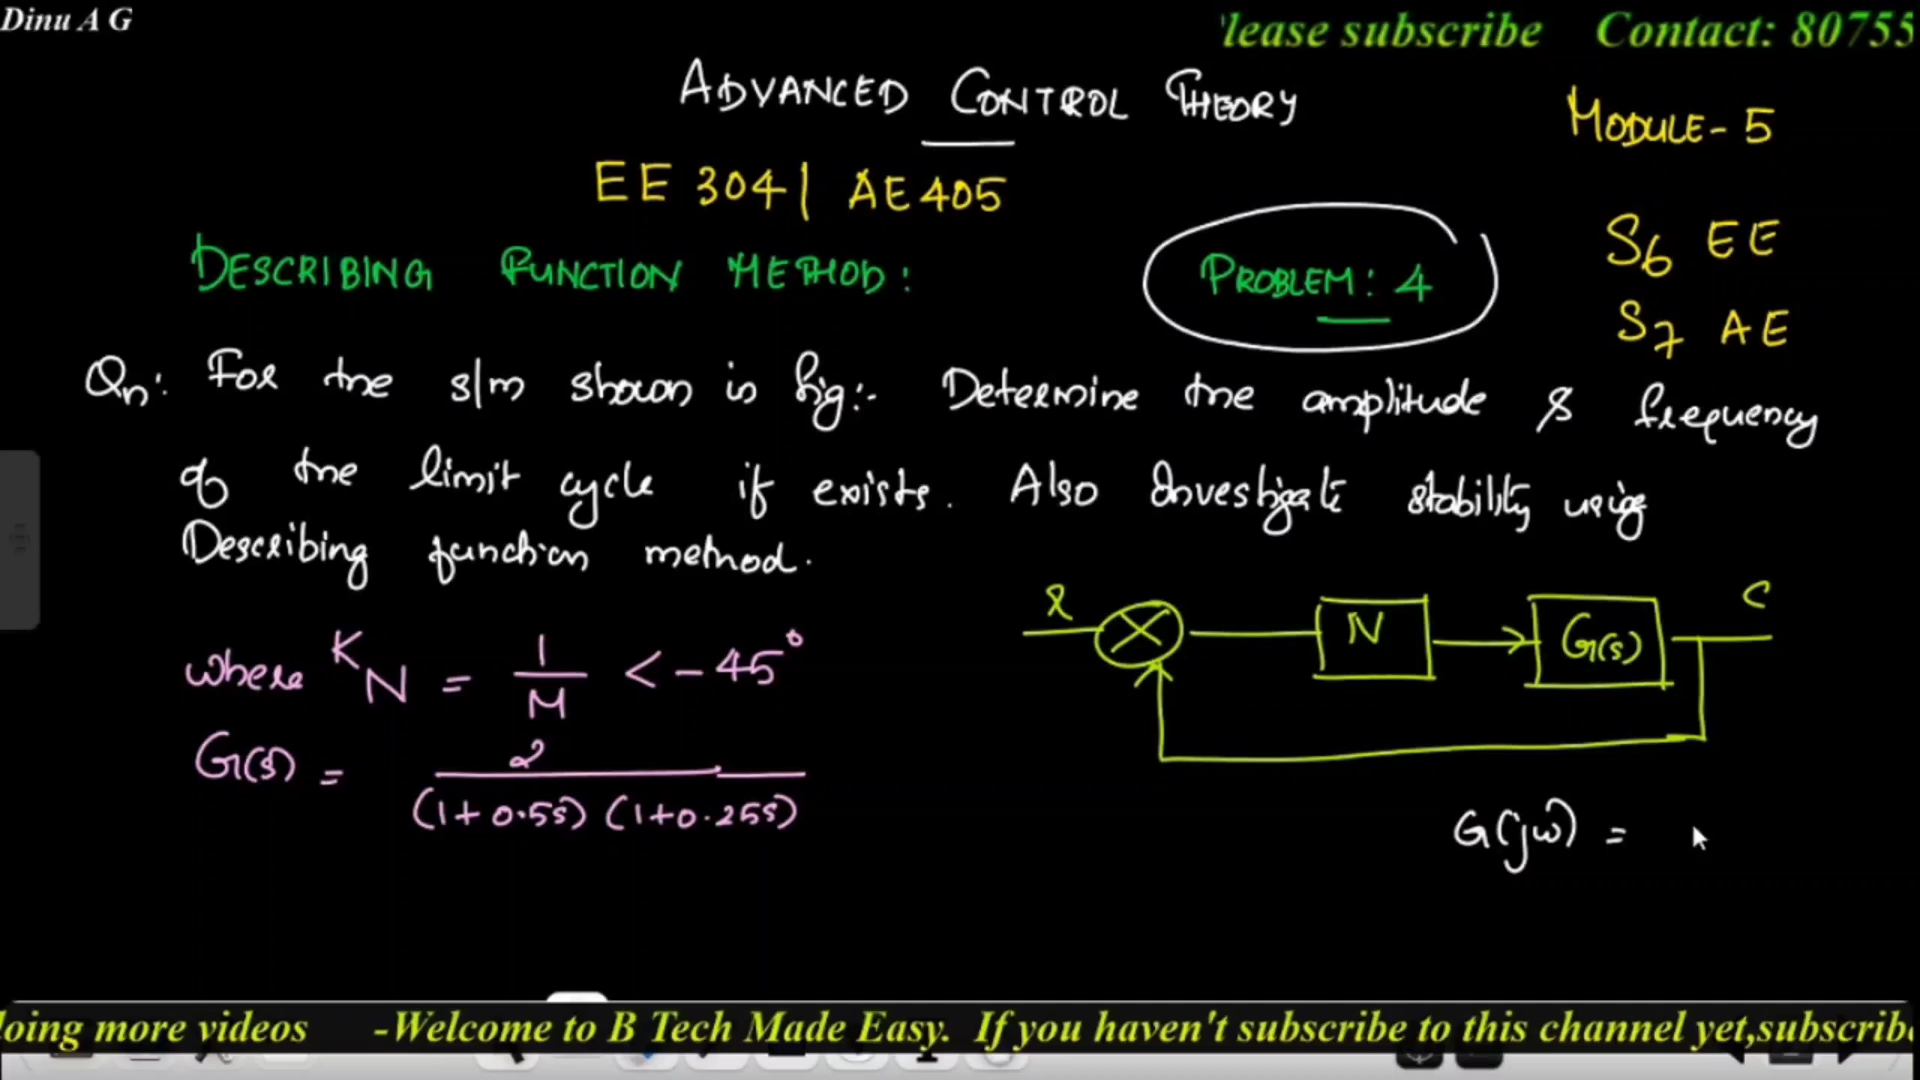 Dinu A G
lease subscribe Contact: 80755
ADVANCED CONTROL THEORY
MODULE - 5
EE 304 | AE 405
S6 EE
DESCRIBING FUNCTION METHOD:
PROBLEM: 4
S7 AE
Qn: For the s/m shown in fig:- Determine the amplitude & frequency
of the limit cycle if exists. Also Investigate stability using
Describing function method.
R N G(s) C
where KN = 1/M < -45°
G(s) = 2 / (1+0.5s) (1+0.25s)
G(jω) =
loing more videos -Welcome to B Tech Made Easy. If you haven't subscribe to this channel yet,subscrib